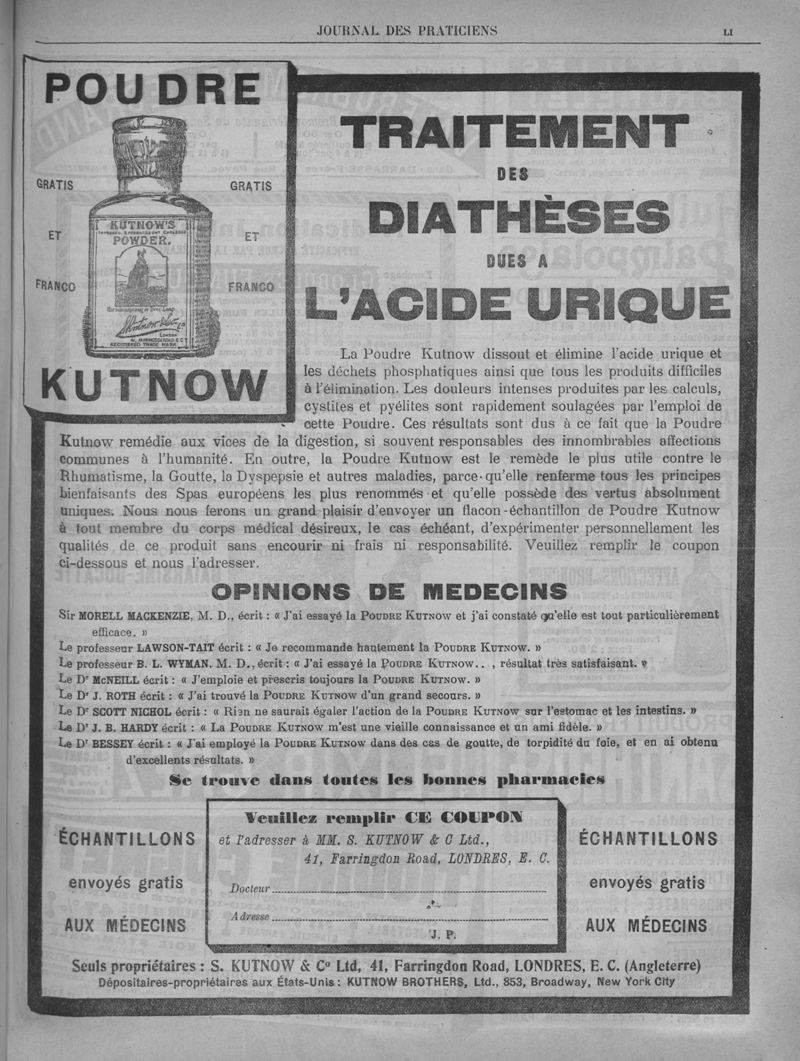 JOURNAL DES PRATICIENS
LI
POUDRE
GRATIS
ET
FRANCO
KUTNOW'S
POWDER.
GRATIS
ET
FRANCO
KUTNOW
TRAITEMENT
DES
DIATHÈSES
DUES A
L'ACIDE URIQUE
La Poudre Kutnow dissout et élimine l'acide urique et
les déchets phosphatiques ainsi que tous les produits difficiles
à l'élimination. Les douleurs intenses produites par les calculs,
cystites et pyélites sont rapidement soulagées par l'emploi de
cette Poudre. Ces résultats sont dus à ce fait que la Poudre
Kutnow remédie aux vices de la digestion, si souvent responsables des innombrables affections
communes à l'humanité. En outre, la Poudre Kutnow est le remède le plus utile contre le
Rhumatisme, la Goutte, la Dyspepsie et autres maladies, parce-qu'elle renferme tous les principes
bienfaisants des Spas européens les plus renommés et qu'elle possède des vertus absolument
uniques. Nous nous ferons un grand plaisir d'envoyer un flacon-échantillon de Poudre Kutnow
à tout membre du corps médical désireux, le cas échéant, d'expérimenter personnellement les
qualités de ce produit sans encourir ni frais ni responsabilité. Veuillez remplir le coupon
ci-dessous et nous l'adresser.
OPINIONS DE MEDECINS
Sir MORELL MACKENZIE, M. D., écrit : « J'ai essayé la POUDRE KUTNOW et j'ai constaté qu'elle est tout particulièrement
efficace. »
Le professeur LAWSON-TAIT écrit : « Je recommande hautement la POUDRE KUTNOW. »
Le professeur B. L. WYMAN. M. D., écrit : « J'ai essayé la POUDRE KUTNOW.. , résultat très satisfaisant. »
Le Dr McNEILL écrit : « J'emploie et prescris toujours la POUDRE KUTNOW. »
Le Dr J. ROTH écrit : « J'ai trouvé la POUDRE KUTNOW d'un grand secours. »
Le Dr SCOTT NICHOL écrit : « Rien ne saurait égaler l'action de la POUDRE KUTNOW sur l'estomac et les intestins. »
Le Dr J. B. HARDY écrit : « La POUDRE KUTNOW m'est une vieille connaissance et un ami fidèle. »
Le Dr BESSEY écrit : « J'ai employé la POUDRE KUTNOW dans des cas de goutte, de torpidité du foie, et en ai obtenu
d'excellents résultats. »
Se trouve dans toutes les bonnes pharmacies
ÉCHANTILLONS
envoyés gratis
AUX MÉDECINS
Veuillez remplir CE COUPON
et l'adresser à MM. S. KUTNOW & C Ltd.,
41, Farringdon Road, LONDRES, E. C.
Docteur
Adresse
J. P.
ÉCHANTILLONS
envoyés gratis
AUX MÉDECINS
Seuls propriétaires : S. KUTNOW & Co Ltd, 41, Farringdon Road, LONDRES, E. C. (Angleterre)
Dépositaires-propriétaires aux États-Unis : KUTNOW BROTHERS, Ltd., 853, Broadway, New York City